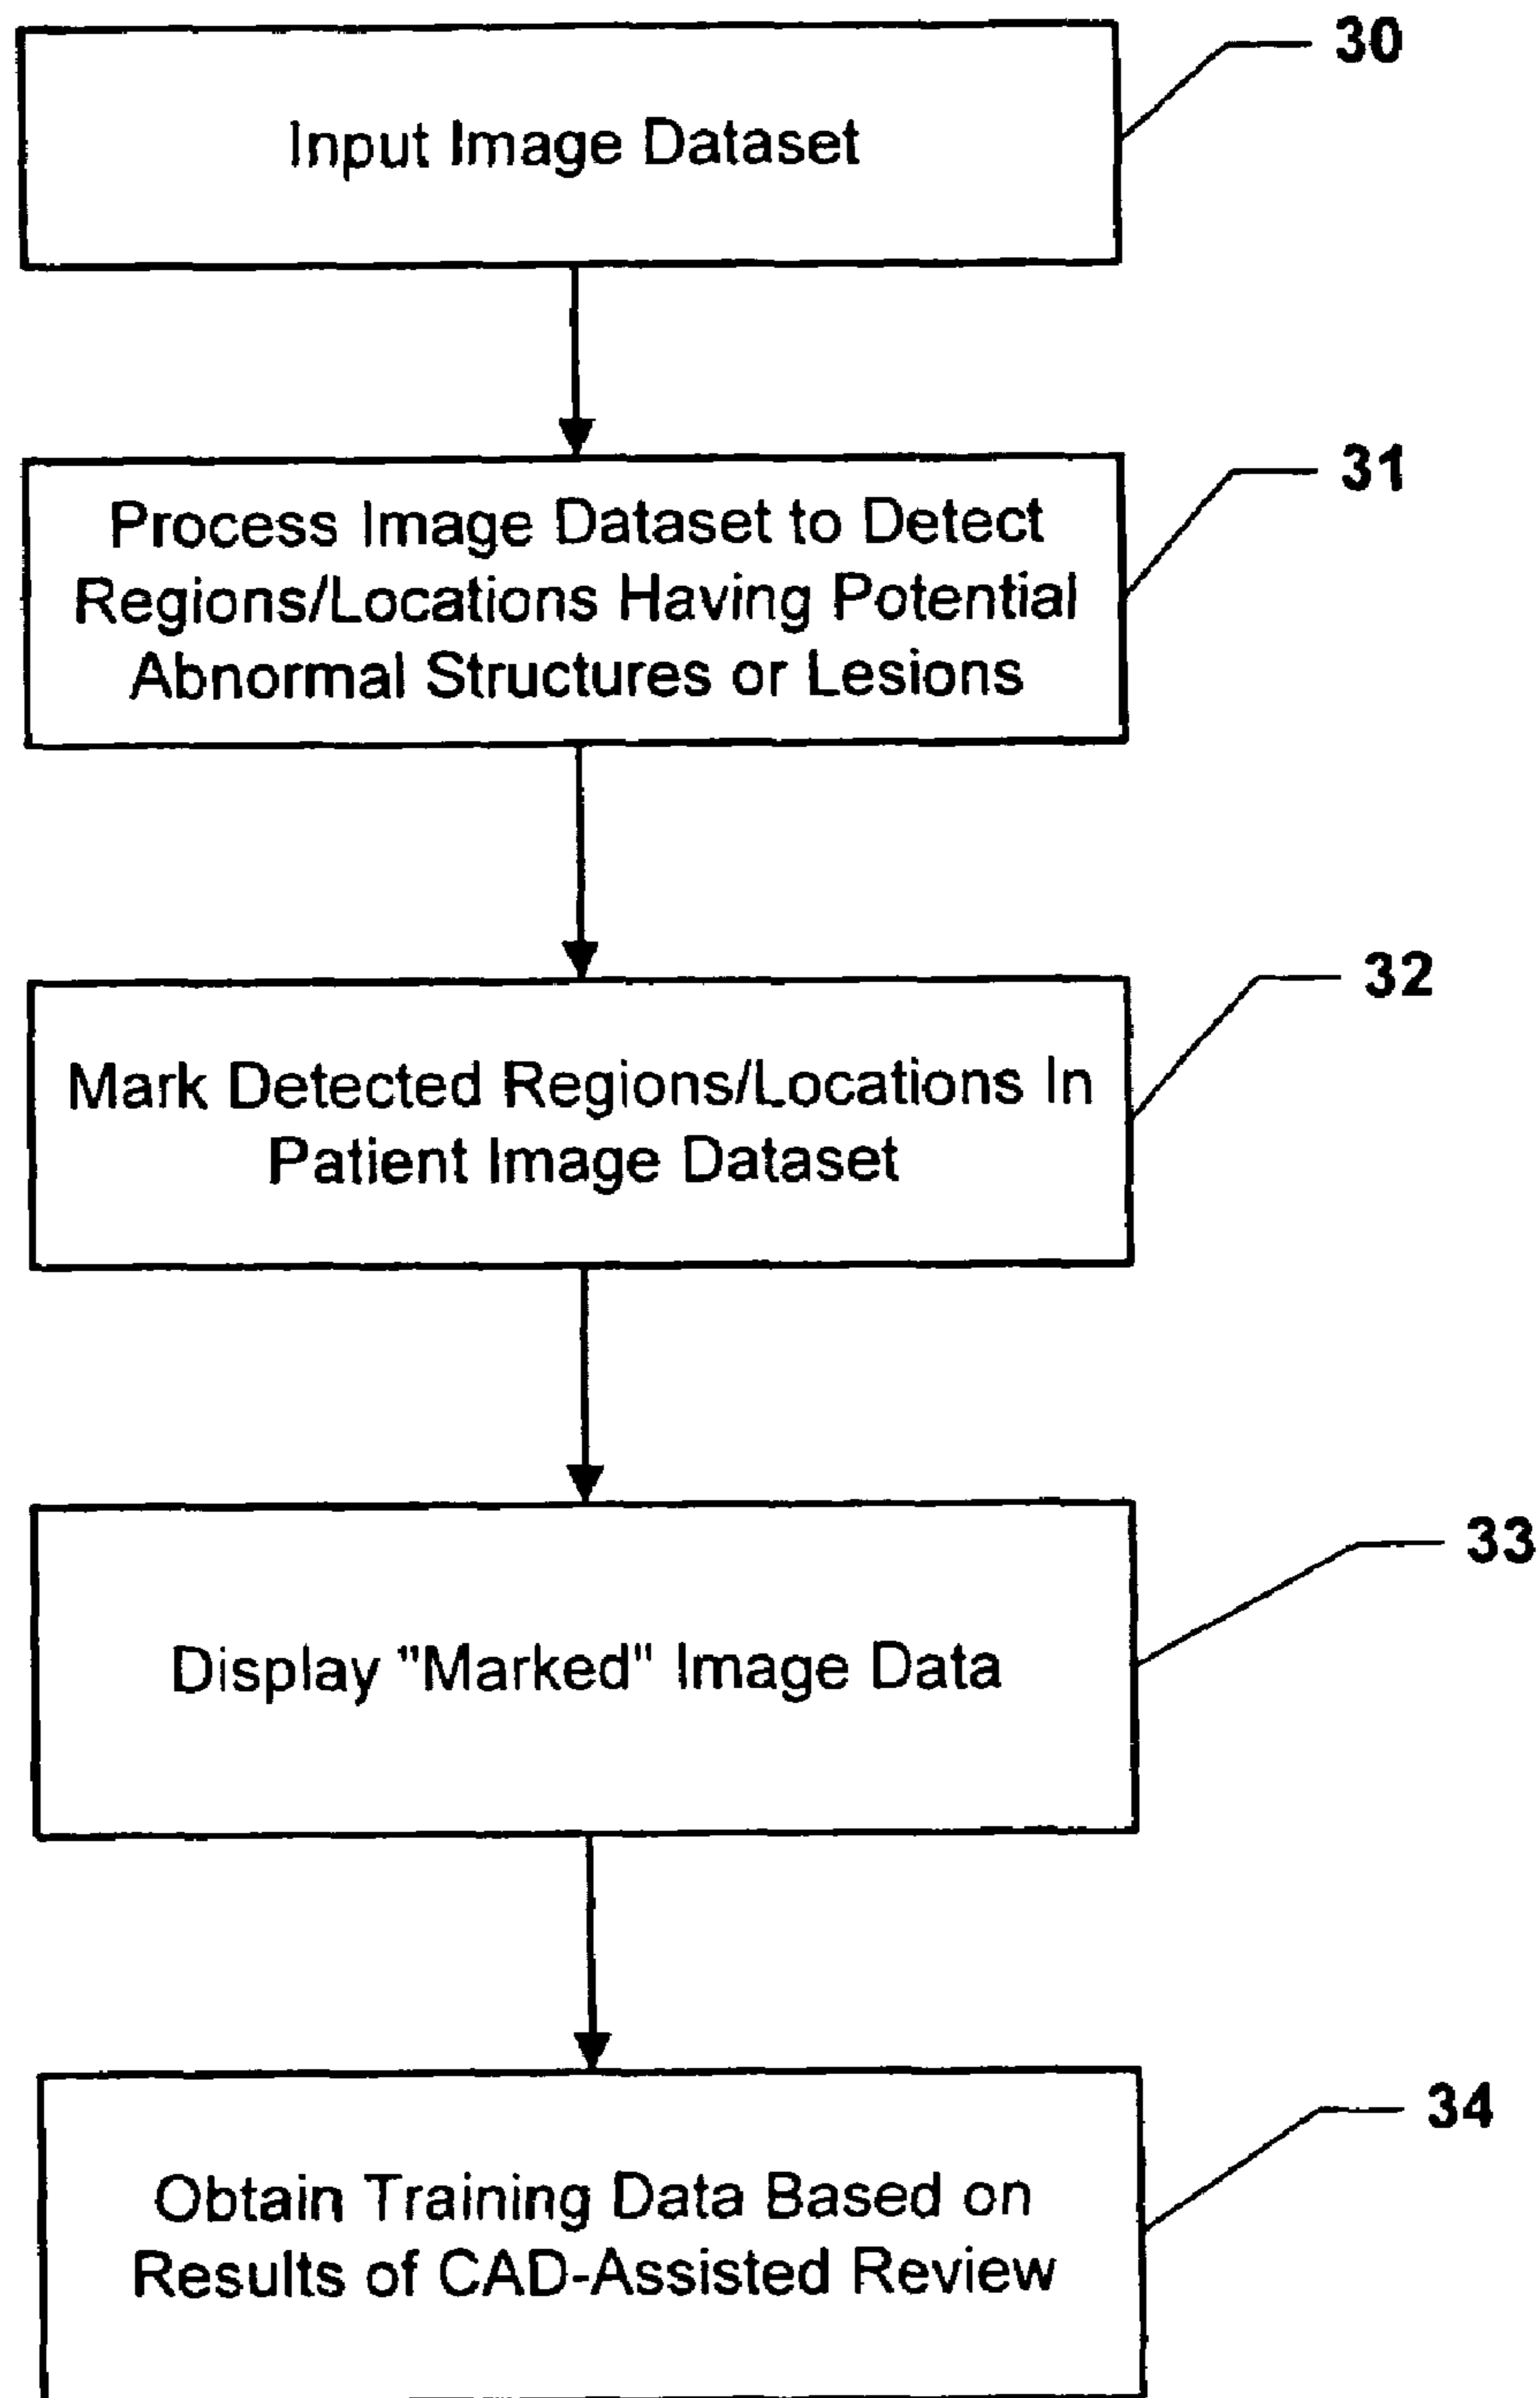 30
Input Image Dataset
31
Process Image Dataset to Detect
Regions/Locations Having Potential
Abnormal Structures or Lesions
32
Mark Detected Regions/Locations In
Patient Image Dataset
33
Display "Marked" Image Data
34
Obtain Training Data Based on
Results of CAD-Assisted Review